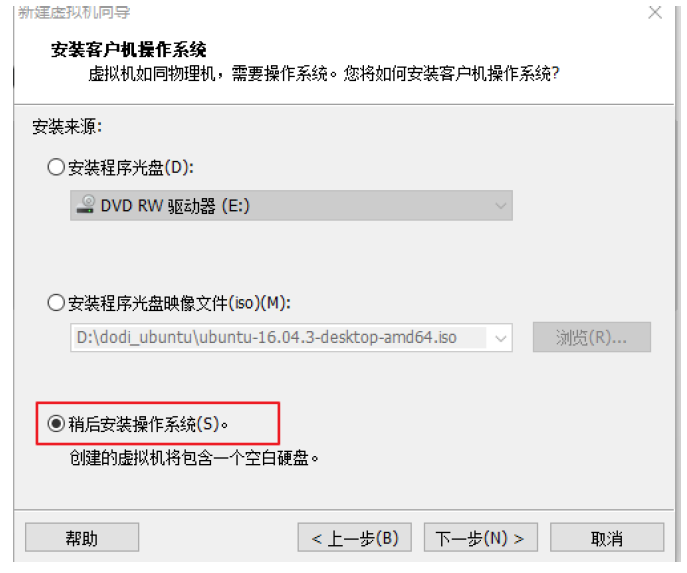 新建虚拟机向导
安装客户机操作系统
虚拟机如同物理机，需要操作系统。您将如何安装客户机操作系统?
安装来源:
安装程序光盘(D):
DVD RW 驱动器 (E:)
安装程序光盘映像文件(iso)(M):
D:\dodi_ubuntu\ubuntu-16.04.3-desktop-amd64.iso
浏览(R)...
稍后安装操作系统(S)。
创建的虚拟机将包含一个空白硬盘。
帮助
< 上一步(B)
下一步(N) >
取消